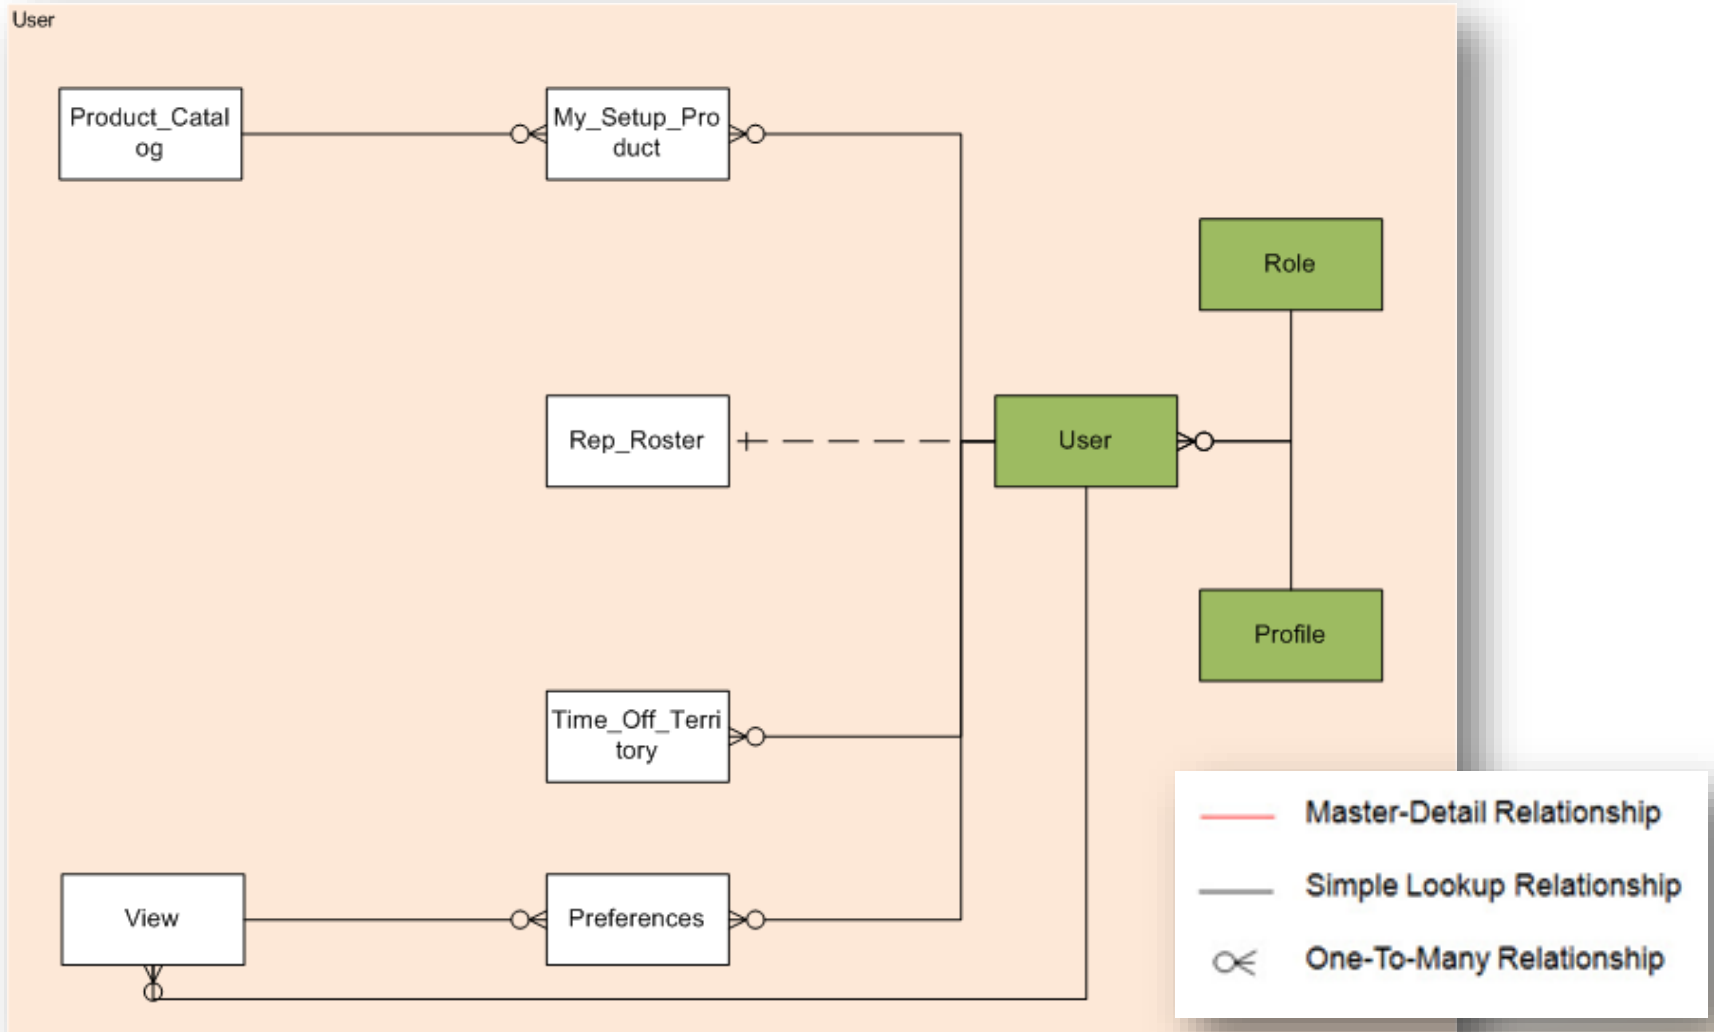 User
Product_Catal
og
My_Setup_Pro
duct
Role
Rep_Roster
User
Profile
Time_Off_Terri
tory
View
Preferences
Master-Detail Relationship
Simple Lookup Relationship
One-To-Many Relationship